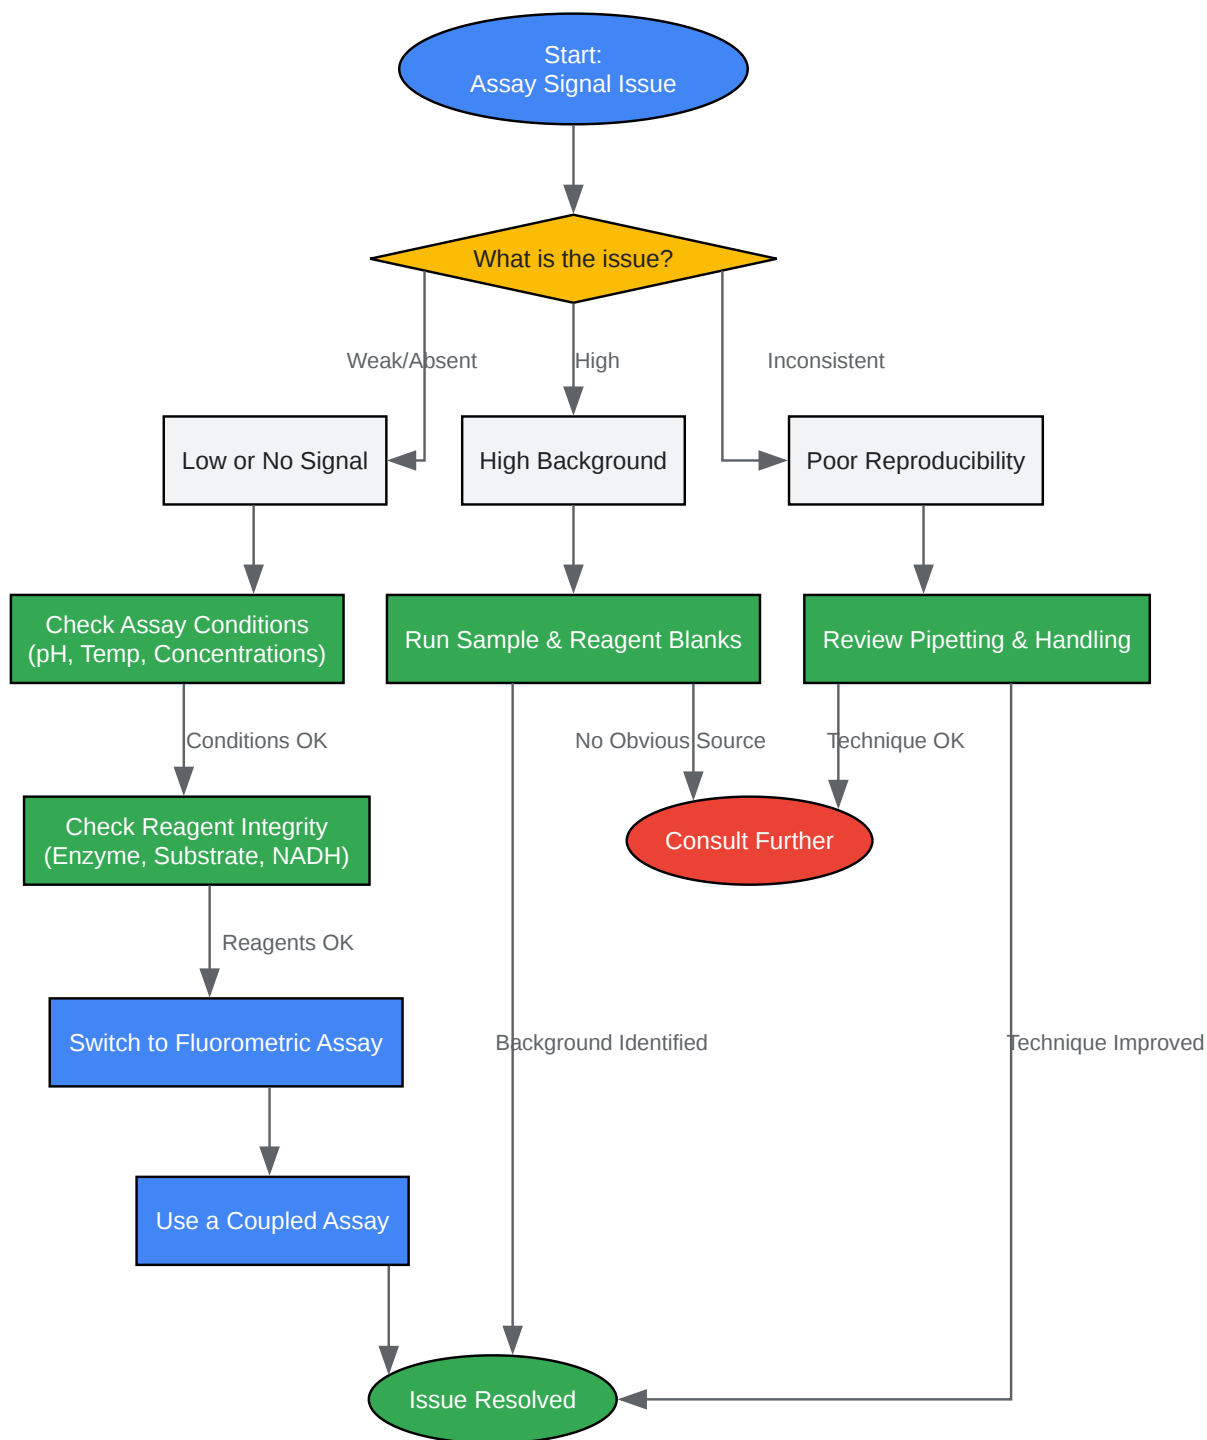 Start:
Assay Signal Issue
What is the issue?
Weak/Absent
High
Inconsistent
Low or No Signal
High Background
Poor Reproducibility
Check Assay Conditions
(pH, Temp, Concentrations)
Run Sample & Reagent Blanks
Review Pipetting & Handling
Conditions OK
No Obvious Source
Technique OK
Check Reagent Integrity
(Enzyme, Substrate, NADH)
Consult Further
Reagents OK
Switch to Fluorometric Assay
Background Identified
Technique Improved
Use a Coupled Assay
Issue Resolved